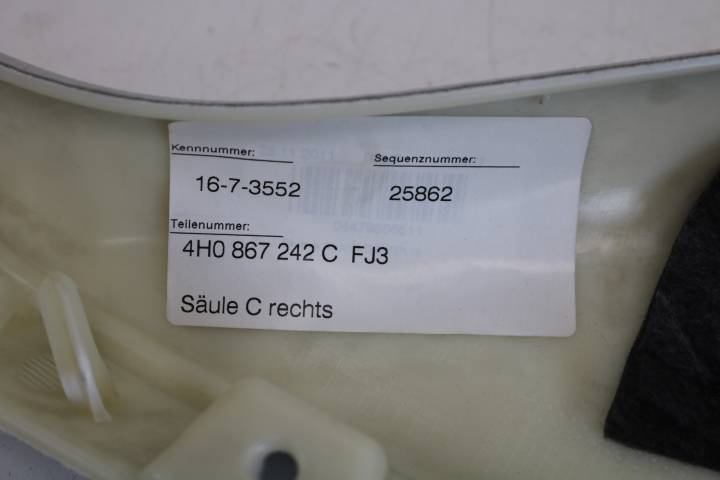 Kennnummer:
Sequenznummer:
16-7-3552
25862
Teilenummer:
4H0 867 242 C FJ3
Säule C rechts